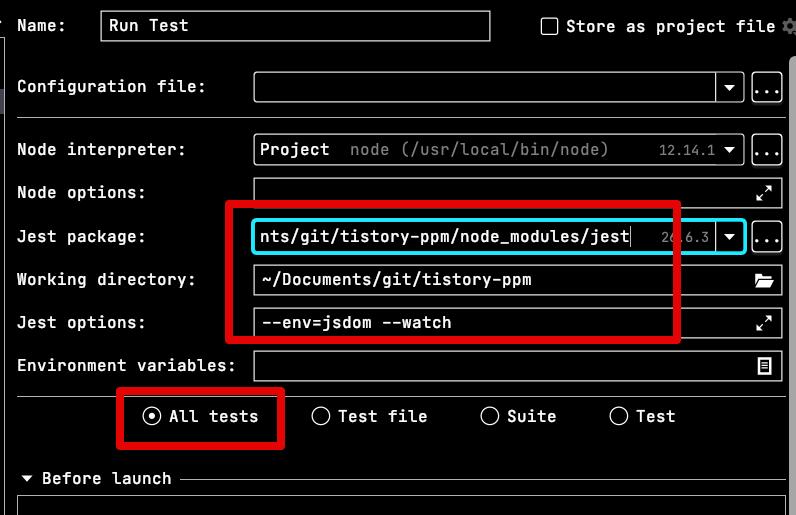 Name: Run Test Store as project file
Configuration file: ...
Node interpreter: Project node (/usr/local/bin/node) 12.14.1 ...
Node options:
Jest package: nts/git/tistory-ppm/node_modules/jest 26.6.3 ...
Working directory: ~/Documents/git/tistory-ppm
Jest options: --env=jsdom --watch
Environment variables:
All tests Test file Suite Test
Before launch